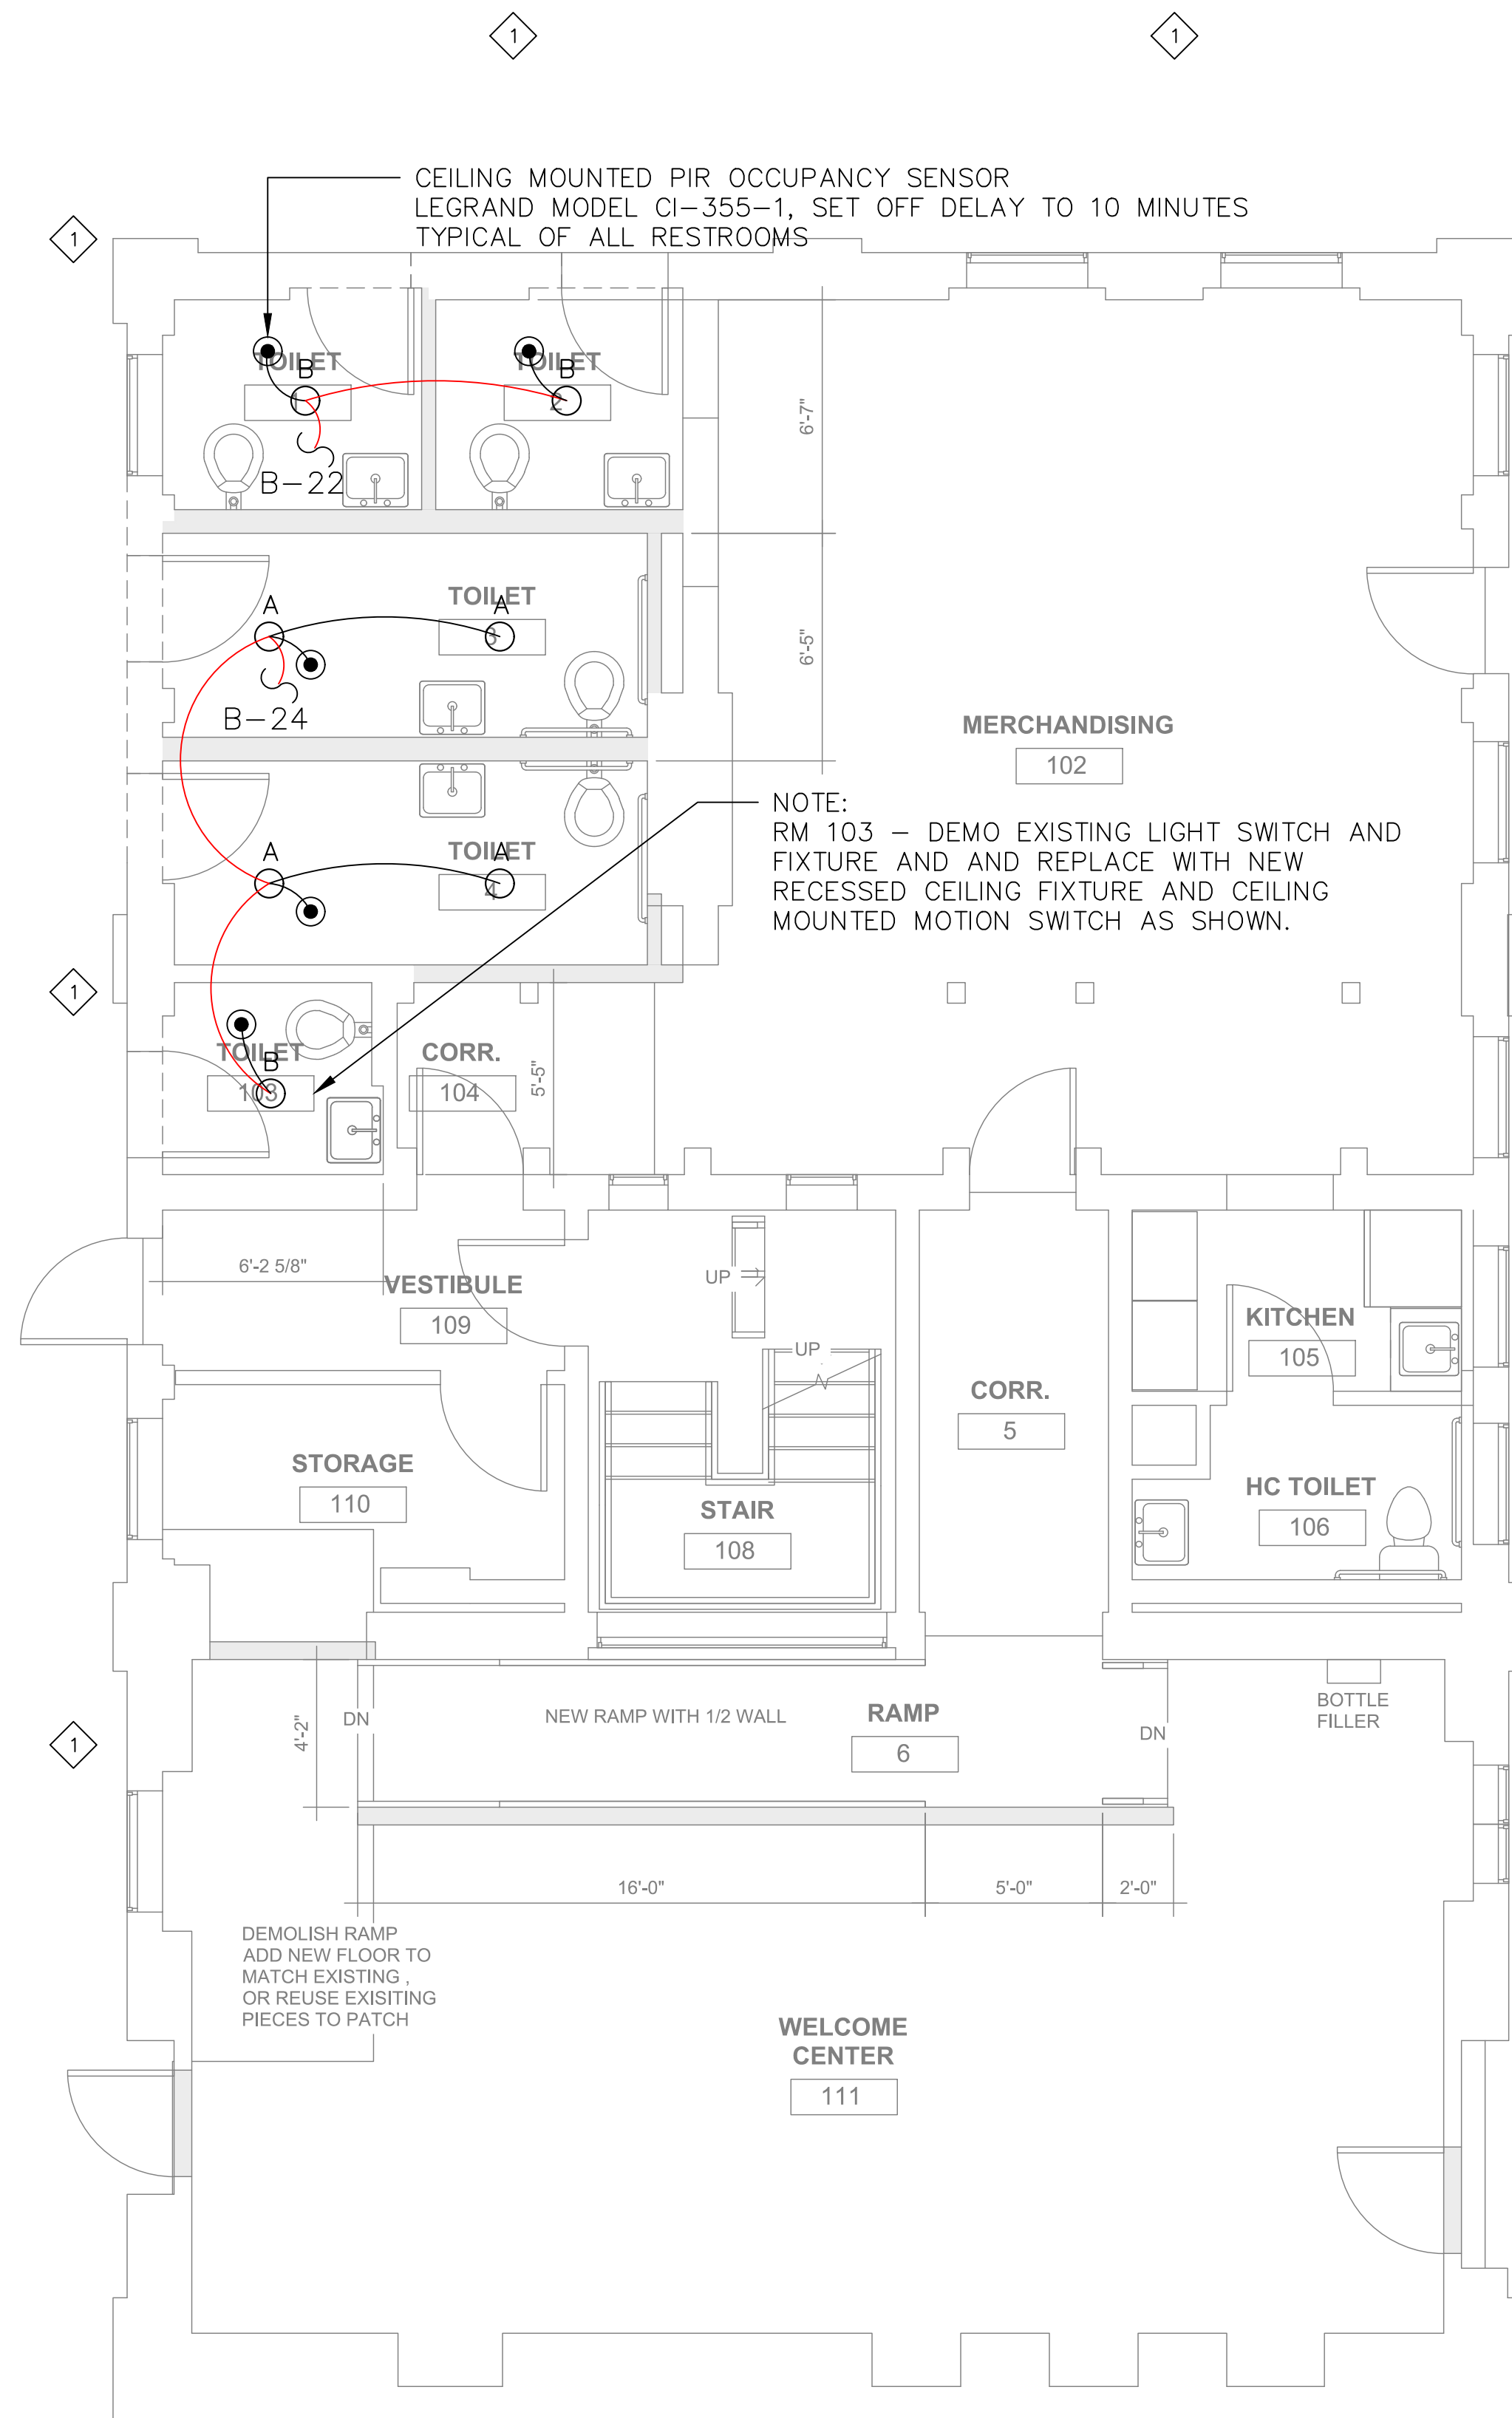 1
1
CEILING MOUNTED PIR OCCUPANCY SENSOR
LEGRAND MODEL CI-355-1, SET OFF DELAY TO 10 MINUTES
TYPICAL OF ALL RESTROOMS
1
TOILET
B
1
B-22
TOILET
B
2
6'-7"
A
TOILET
A
3
B-24
6'-5"
MERCHANDISING
102
NOTE:
RM 103 - DEMO EXISTING LIGHT SWITCH AND
FIXTURE AND AND REPLACE WITH NEW
RECESSED CEILING FIXTURE AND CEILING
MOUNTED MOTION SWITCH AS SHOWN.
A
TOILET
A
4
1
TOILET
B
103
CORR.
104
5'-5"
6'-2 5/8"
VESTIBULE
109
UP
UP
KITCHEN
105
CORR.
5
STORAGE
110
STAIR
108
HC TOILET
106
1
4'-2"
DN
NEW RAMP WITH 1/2 WALL
RAMP
6
DN
BOTTLE
FILLER
16'-0"
5'-0"
2'-0"
DEMOLISH RAMP
ADD NEW FLOOR TO
MATCH EXISTING ,
OR REUSE EXISITING
PIECES TO PATCH
WELCOME
CENTER
111